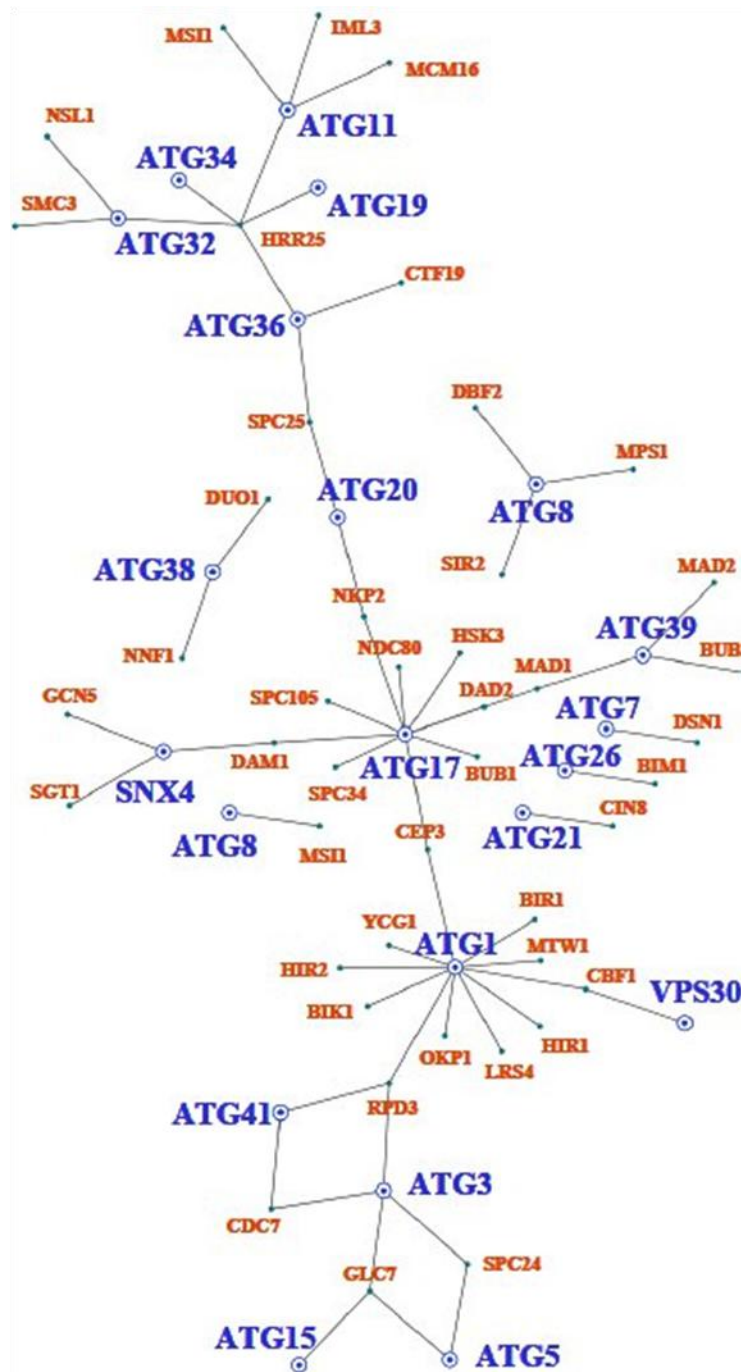 IML3
MSI1
MCM16
NSL1
ATG11
ATG34
SMC3
ATG19
ATG32
HRR25
CTF19
ATG36
DBF2
SPC25
MPS1
ATG20
DUO1
ATG8
SIR2
MAD2
ATG38
NKP2
ATG39
HSK3
NDC80
BUB
NNF1
MAD1
GCN5
SPC105
DAD2
ATG7
DSN1
DAM1
ATG17
BUB1
ATG26
BIM1
SGT1
SNX4
SPC34
CIN8
ATG8
CEP3
ATG21
MSI1
BIR1
YCG1
ATG1
MTW1
HIR2
CBF1
VPS30
BIK1
HIR1
OKP1
LRS4
RPD3
ATG41
ATG3
CDC7
SPC24
GLC7
ATG15
ATG5